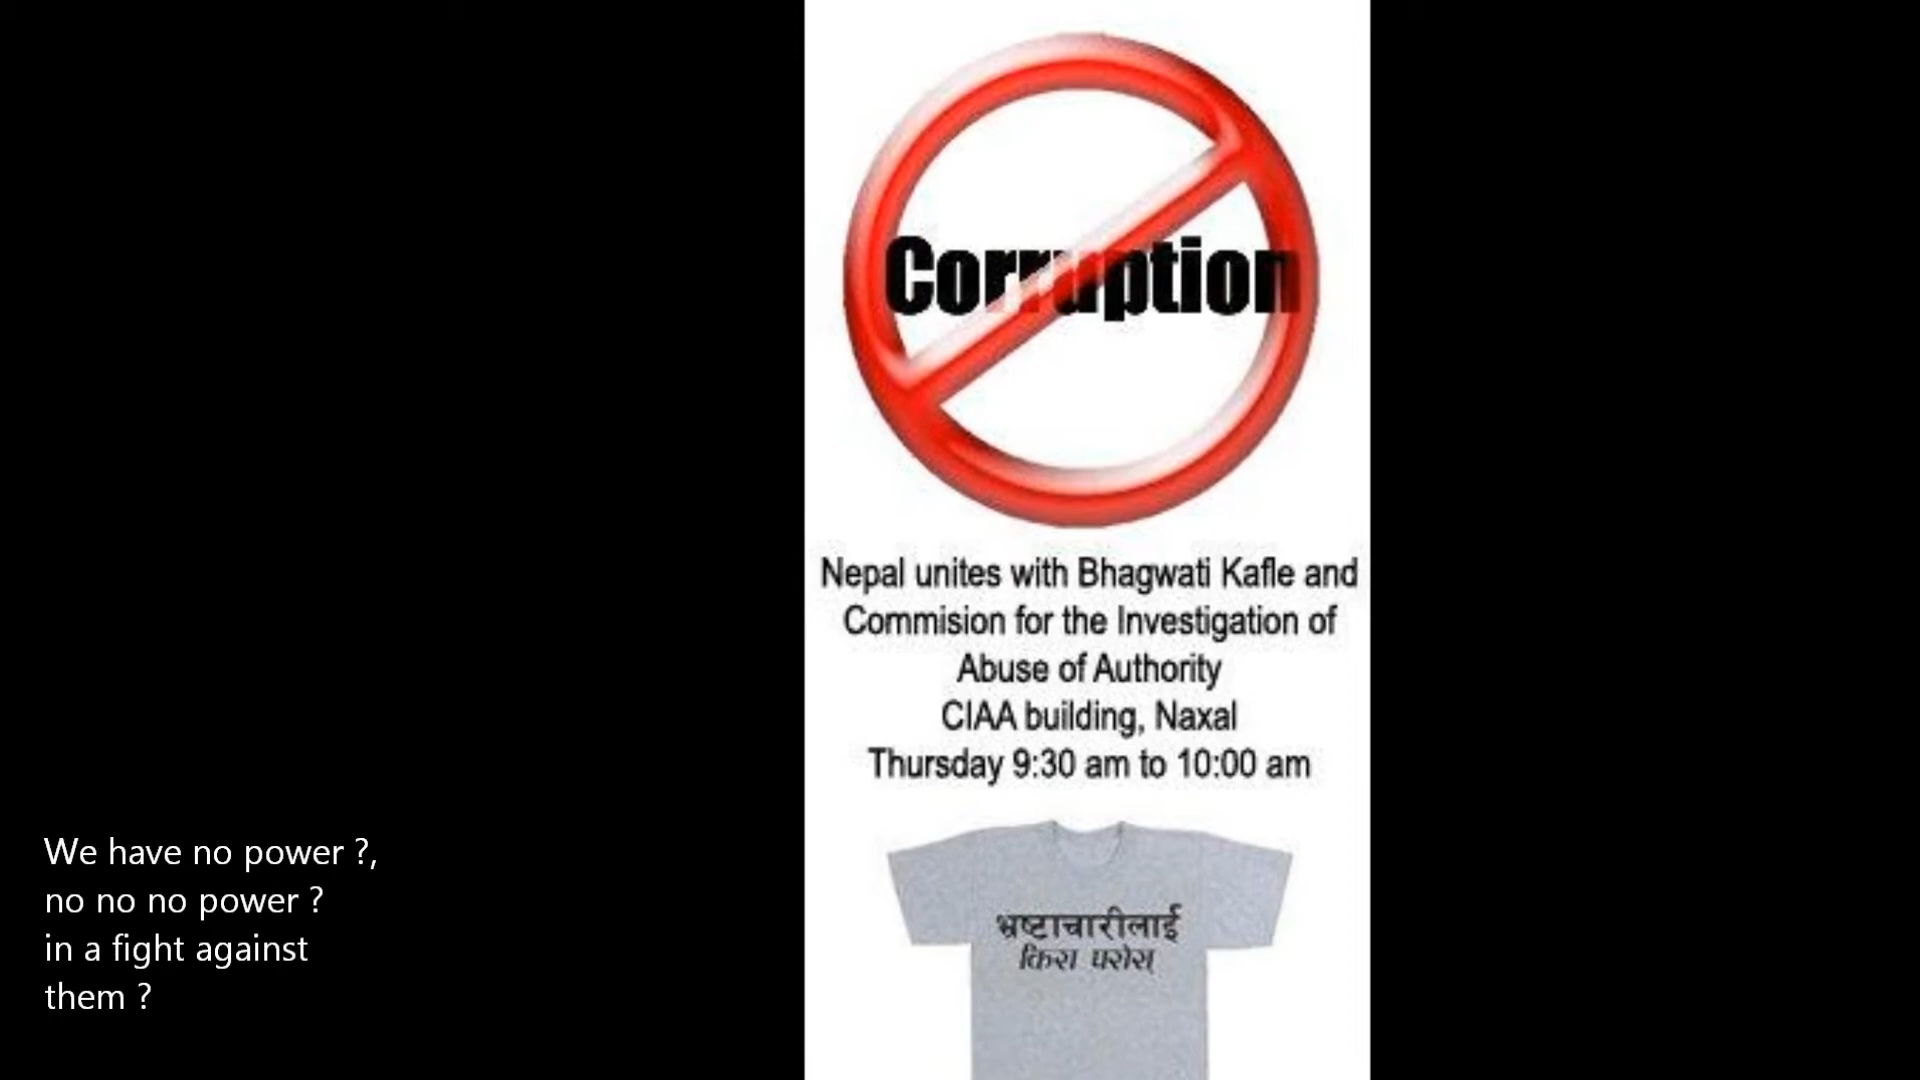 Corruption
Nepal unites with Bhagwati Kafle and
Commision for the Investigation of
Abuse of Authority
CIAA building, Naxal
Thursday 9:30 am to 10:00 am
भ्रष्टाचारीलाई
किरा परोस्
We have no power ?,
no no no power ?
in a fight against
them ?